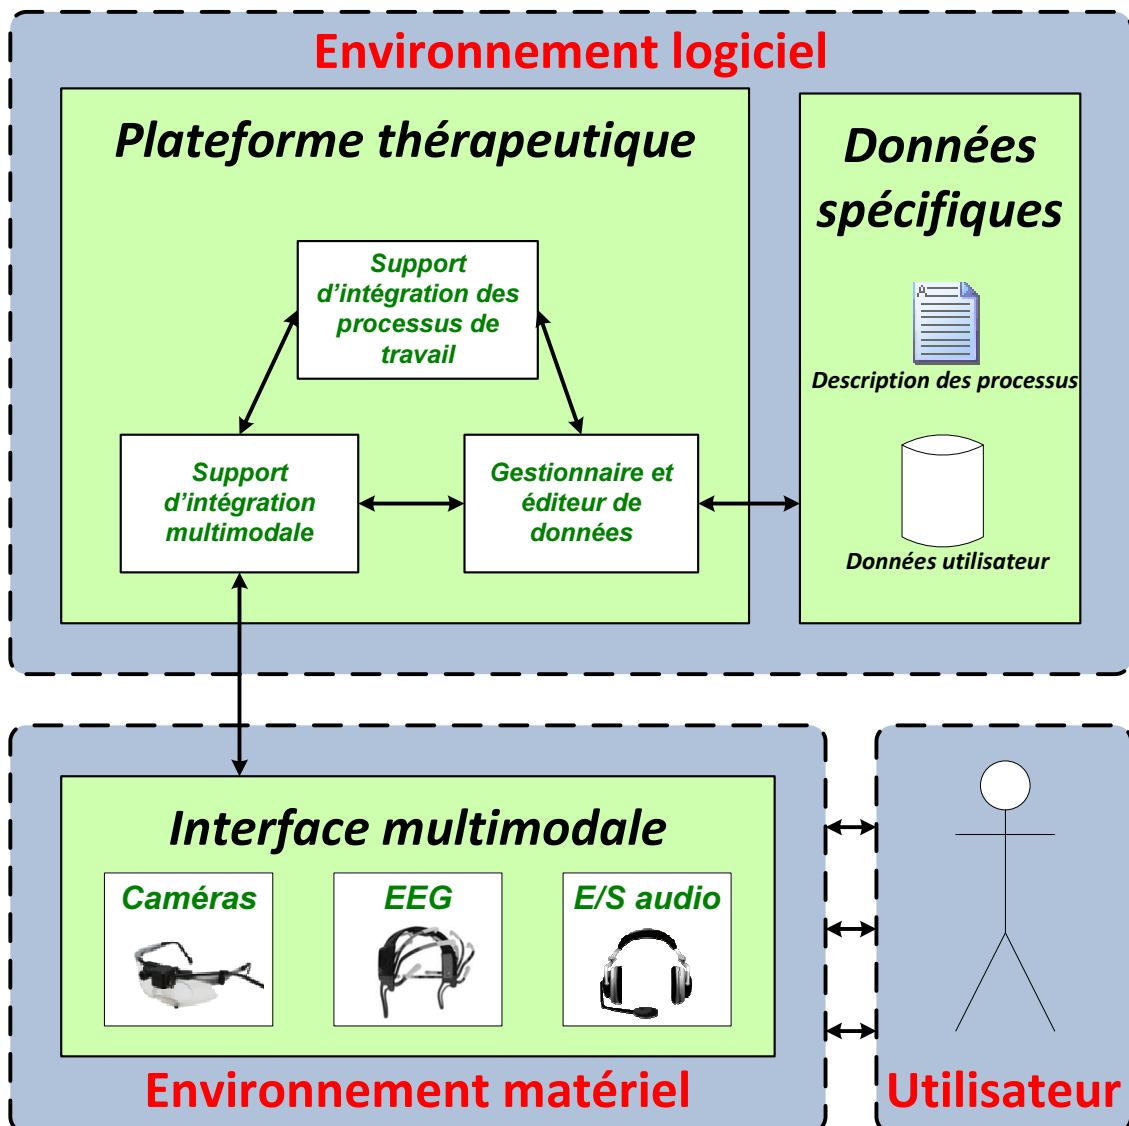 Environnement logiciel
Plateforme thérapeutique
Données
spécifiques
Support
d'intégration des
processus de
travail
Description des processus
Support
d'intégration
multimodale
Gestionnaire et
éditeur de
données
Données utilisateur
Interface multimodale
Caméras
EEG
E/S audio
Environnement matériel
Utilisateur